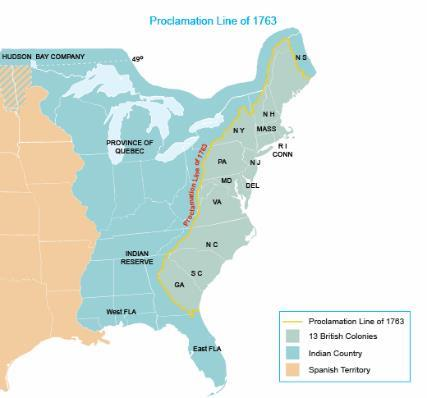 Proclamation Line of 1763
HUDSON BAY COMPANY
49º
N S
PROVINCE OF
QUEBEC
N H
N Y
MASS
R I
CONN
Proclamation Line of 1763
PA
N J
MD
DEL
VA
N C
INDIAN
RESERVE
S C
GA
West FLA
East FLA
Proclamation Line of 1763
13 British Colonies
Indian Country
Spanish Territory